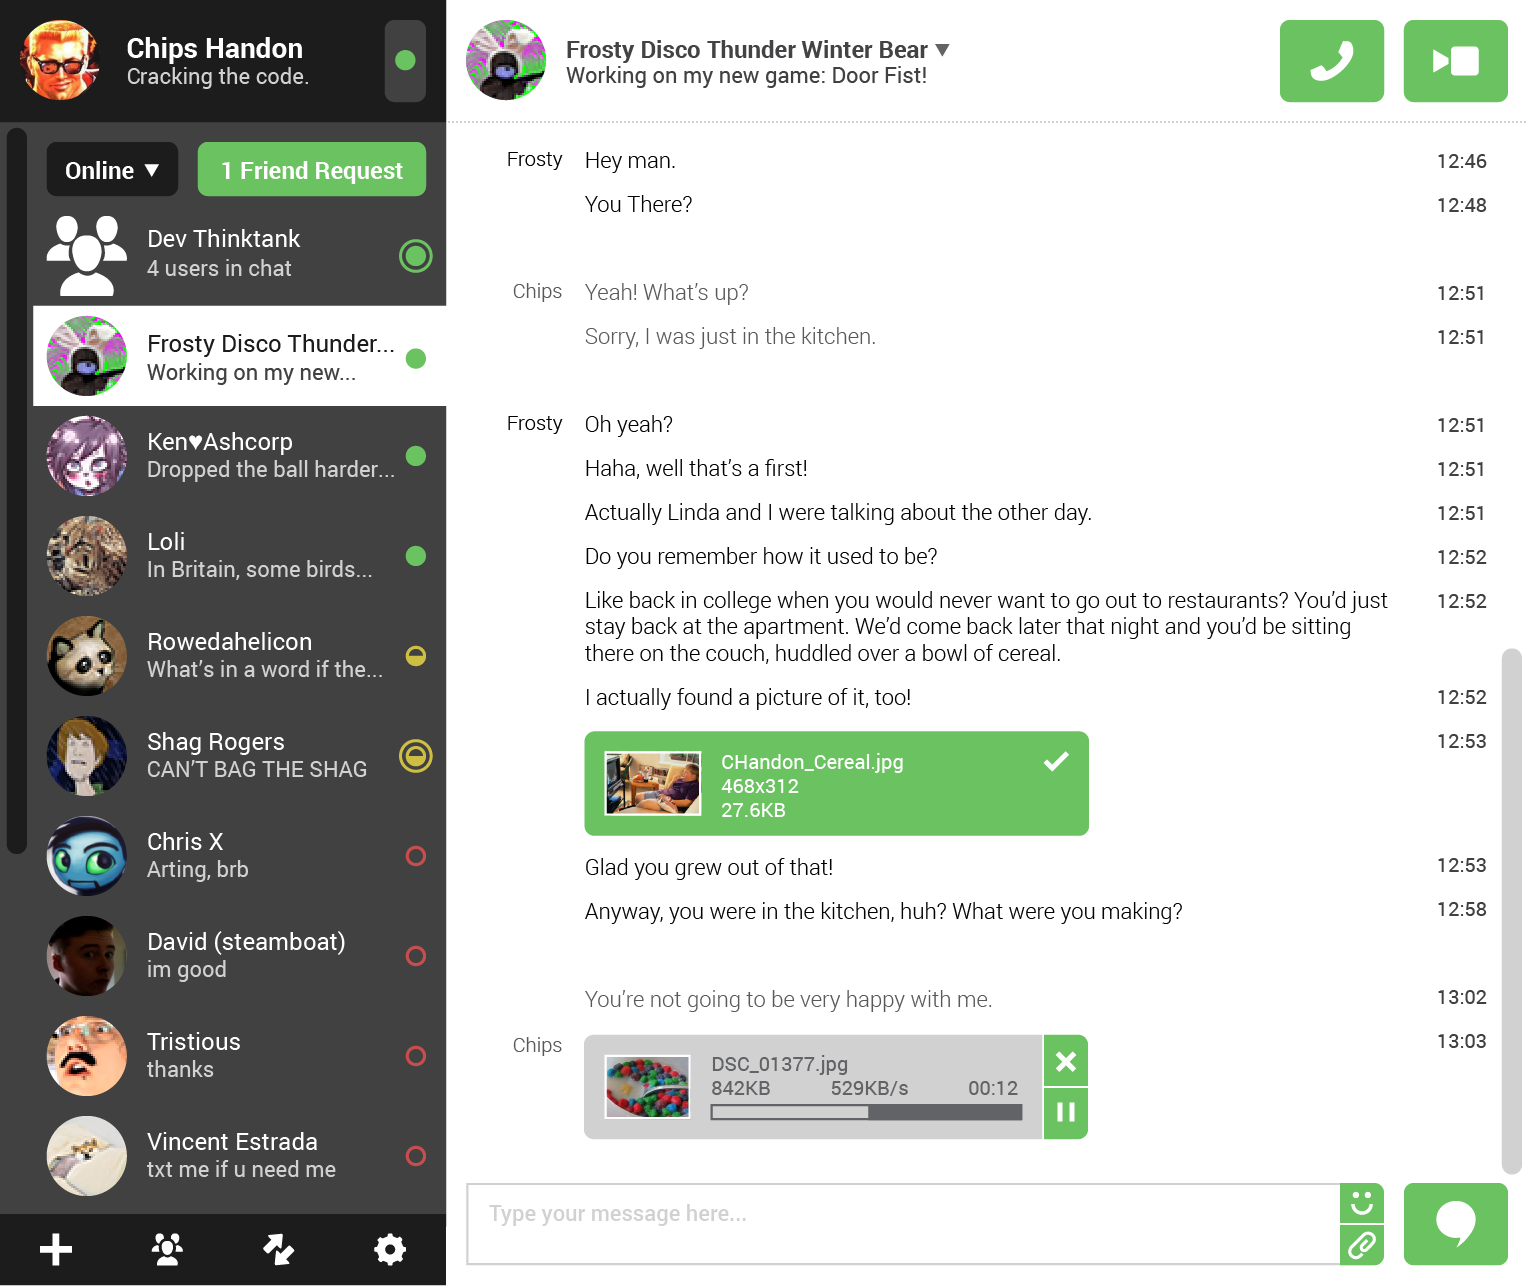 Chips Handon
Cracking the code.
Online ▼
1 Friend Request
Dev Thinktank
4 users in chat
Frosty Disco Thunder...
Working on my new...
Ken♥Ashcorp
Dropped the ball harder...
Loli
In Britain, some birds...
Rowedahelicon
What's in a word if the...
Shag Rogers
CAN'T BAG THE SHAG
Chris X
Arting, brb
David (steamboat)
im good
Tristious
thanks
Vincent Estrada
txt me if u need me
Frosty Disco Thunder Winter Bear ▼
Working on my new game: Door Fist!
Frosty Hey man. 12:46
You There? 12:48
Chips Yeah! What's up? 12:51
Sorry, I was just in the kitchen. 12:51
Frosty Oh yeah? 12:51
Haha, well that's a first! 12:51
Actually Linda and I were talking about the other day. 12:51
Do you remember how it used to be? 12:52
Like back in college when you would never want to go out to restaurants? You'd just 12:52
stay back at the apartment. We'd come back later that night and you'd be sitting
there on the couch, huddled over a bowl of cereal.
I actually found a picture of it, too! 12:52
12:53
CHandon_Cereal.jpg
468x312
27.6KB
Glad you grew out of that! 12:53
Anyway, you were in the kitchen, huh? What were you making? 12:58
You're not going to be very happy with me. 13:02
Chips 13:03
DSC_01377.jpg
842KB 529KB/s 00:12
Type your message here...